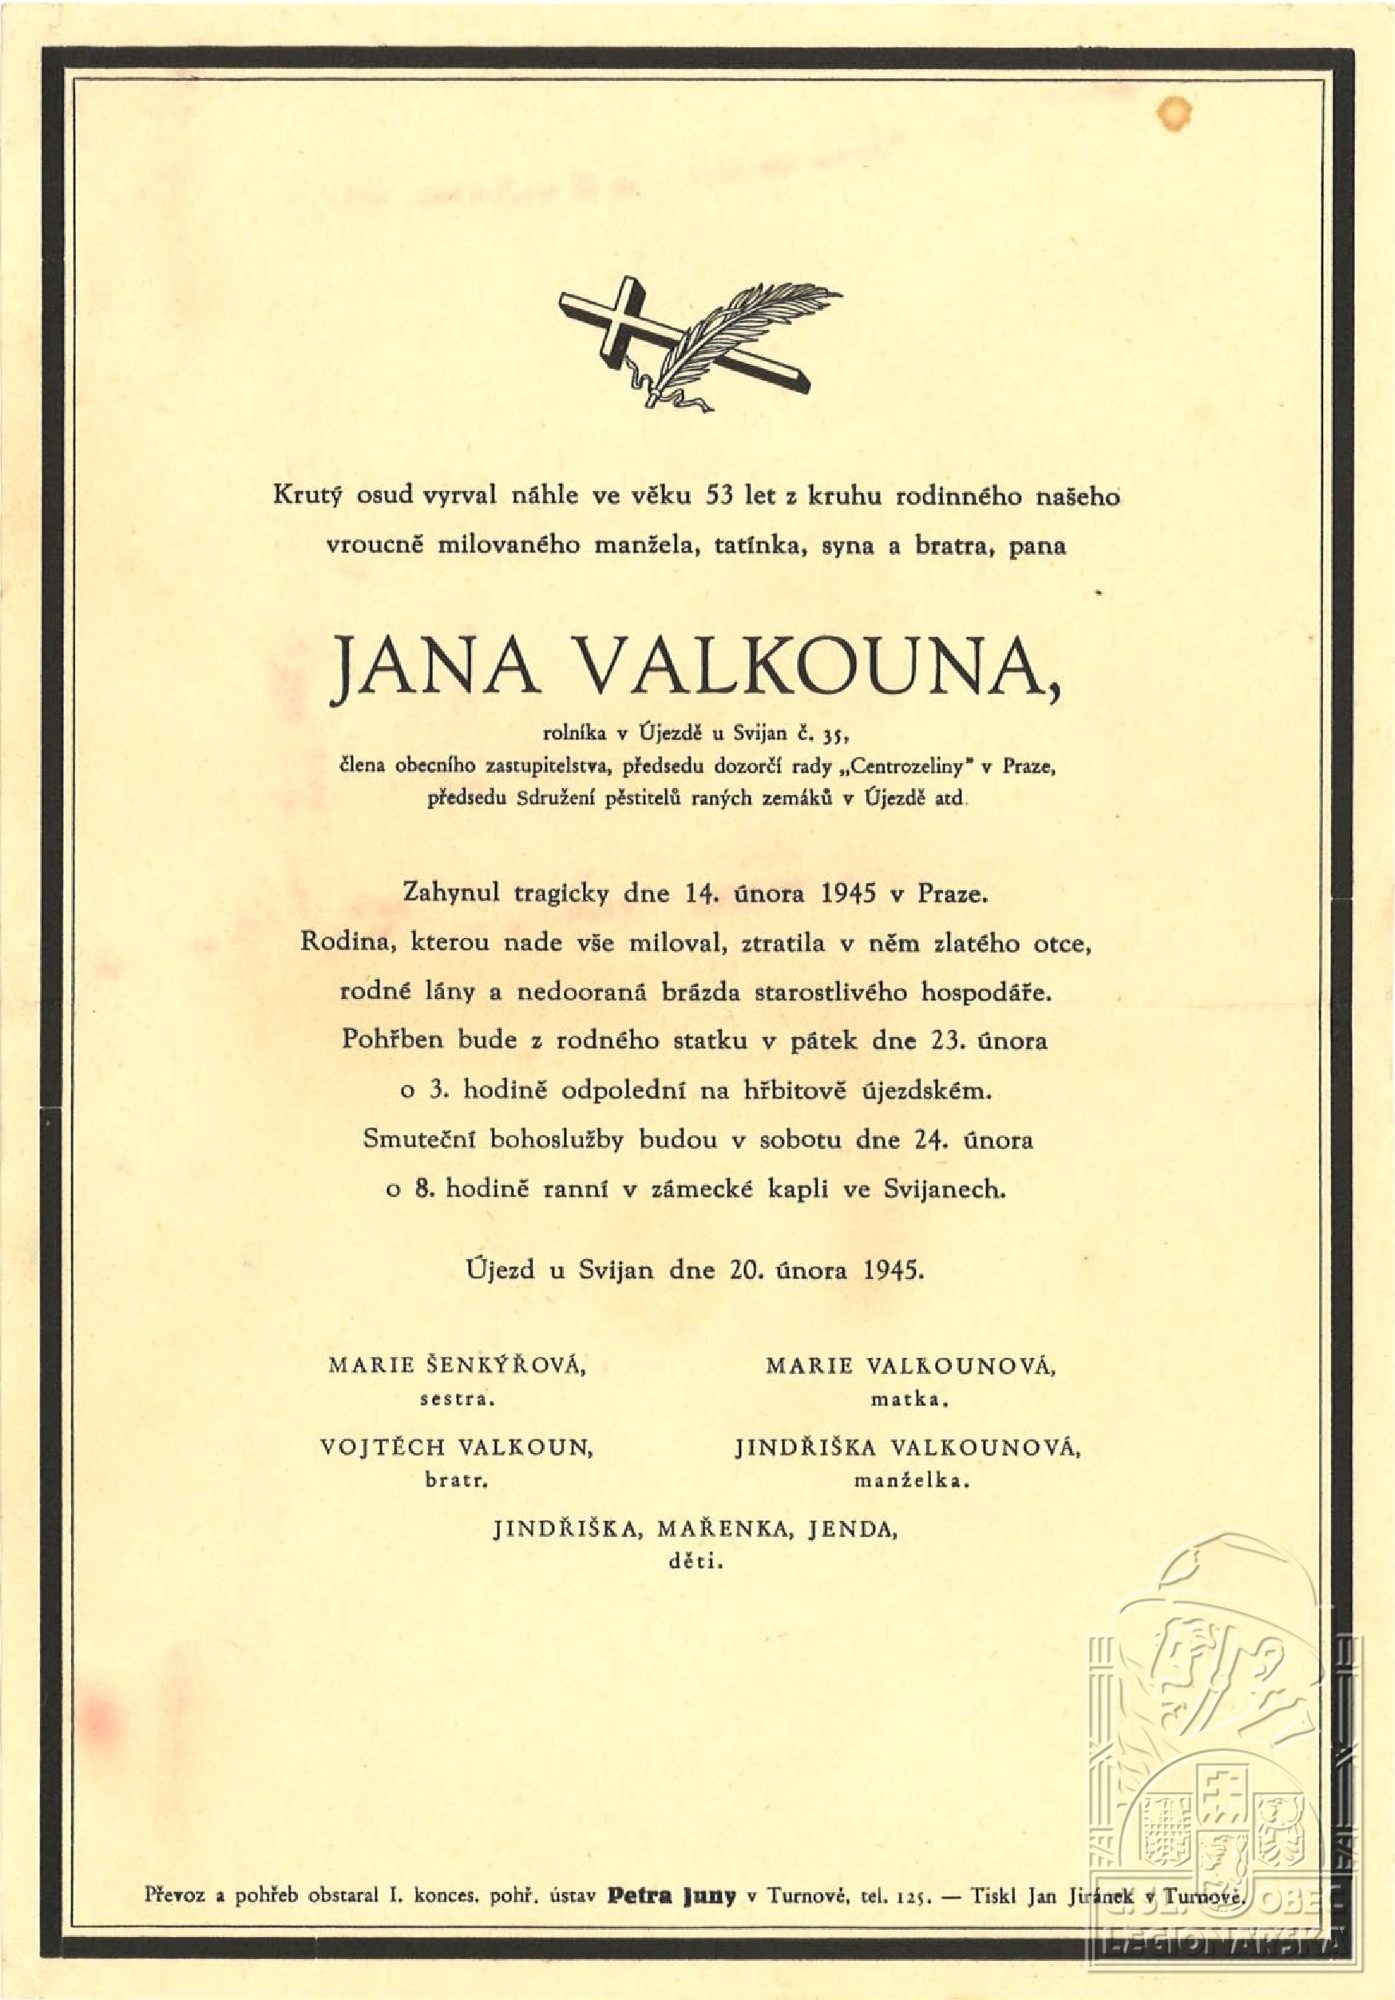 Krutý osud vyrval náhle ve věku 53 let z kruhu rodinného našeho
vroucně milovaného manžela, tatínka, syna a bratra, pana
JANA VALKOUNA,
rolníka v Újezdě u Svijan č. 35,
člena obecního zastupitelstva, předsedu dozorčí rady „Centrozeliny" v Praze,
předsedu Sdružení pěstitelů raných zemáků v Újezdě atd.
Zahynul tragicky dne 14. února 1945 v Praze.
Rodina, kterou nade vše miloval, ztratila v něm zlatého otce,
rodné lány a nedooraná brázda starostlivého hospodáře.
Pohřben bude z rodného statku v pátek dne 23. února
o 3. hodině odpolední na hřbitově újezdském.
Smuteční bohoslužby budou v sobotu dne 24. února
o 8. hodině ranní v zámecké kapli ve Svijanech.
Újezd u Svijan dne 20. února 1945.
MARIE ŠENKÝŘOVÁ,
sestra.
MARIE VALKOUNOVÁ,
matka.
VOJTĚCH VALKOUN,
bratr.
JINDŘIŠKA VALKOUNOVÁ,
manželka.
JINDŘIŠKA, MAŘENKA, JENDA,
děti.
Převoz a pohřeb obstaral I. konces. pohř. ústav Petra Juny v Turnově, tel. 125. — Tiskl Jan Jiránek v Turnově.
Č. SL. OBEC
LEGIONÁŘSKÁ